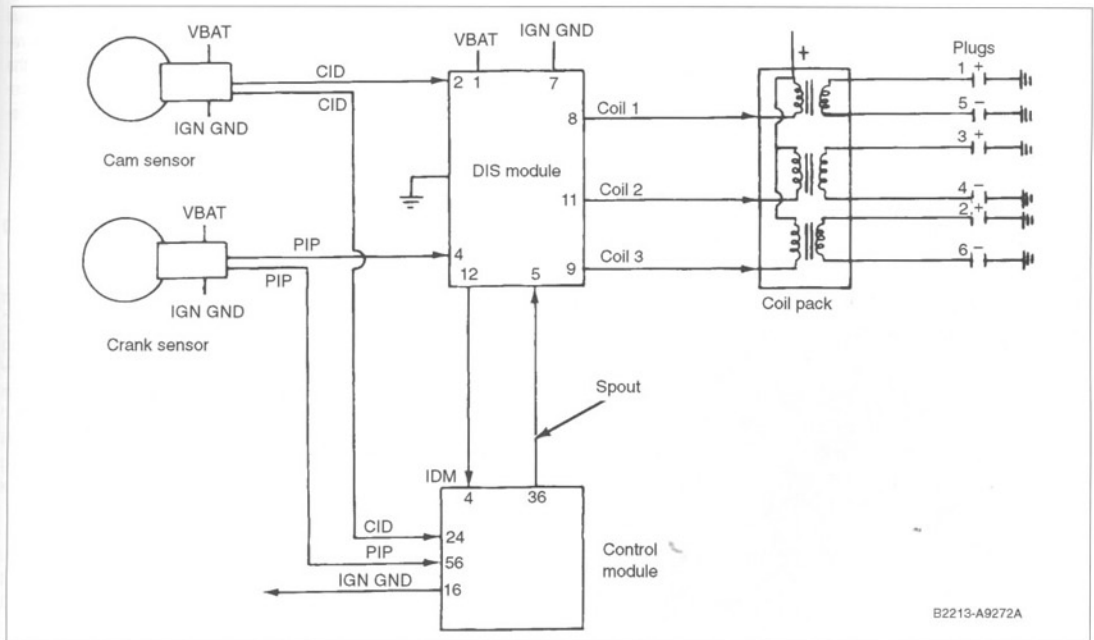 VBAT
CID
CID
IGN GND
Cam sensor
VBAT
IGN GND
2 1 7
8
DIS module
11
4
12 5 9
Coil 1
Coil 2
Coil 3
+
Plugs
1 +
5 -
3 +
4 -
2 +
6 -
Coil pack
VBAT
PIP
PIP
IGN GND
Crank sensor
Spout
IDM
4 36
CID
24
PIP
56
IGN GND
16
Control
module
B2213-A9272A